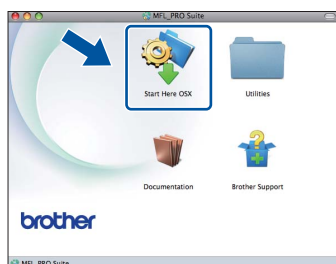 MFL_PRO Suite
Start Here OSX
Utilities
Documentation
Brother Support
brother
MFL_PRO Suite